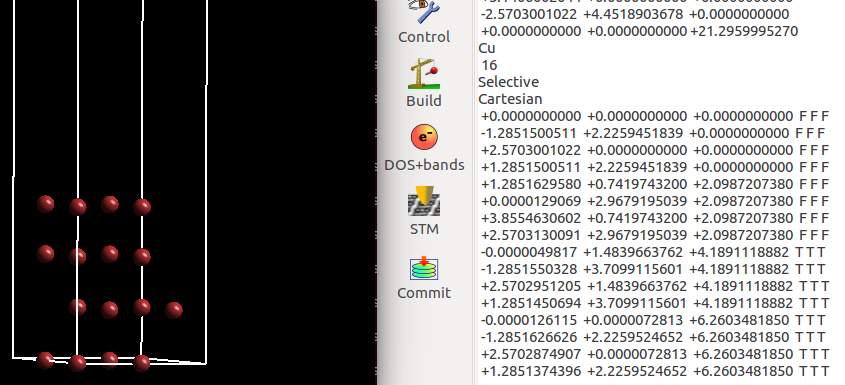 Control
Build
e-
DOS+bands
STM
Commit
-2.5703001022 +4.4518903678 +0.0000000000
+0.0000000000 +0.0000000000 +21.2959995270
Cu
16
Selective
Cartesian
+0.0000000000 +0.0000000000 +0.0000000000 F F F
-1.2851500511 +2.2259451839 +0.0000000000 F F F
+2.5703001022 +0.0000000000 +0.0000000000 F F F
+1.2851500511 +2.2259451839 +0.0000000000 F F F
+1.2851629580 +0.7419743200 +2.0987207380 F F F
+0.0000129069 +2.9679195039 +2.0987207380 F F F
+3.8554630602 +0.7419743200 +2.0987207380 F F F
+2.5703130091 +2.9679195039 +2.0987207380 F F F
-0.0000049817 +1.4839663762 +4.1891118882 T T T
-1.2851550328 +3.7099115601 +4.1891118882 T T T
+2.5702951205 +1.4839663762 +4.1891118882 T T T
+1.2851450694 +3.7099115601 +4.1891118882 T T T
-0.0000126115 +0.0000072813 +6.2603481850 T T T
-1.2851626626 +2.2259524652 +6.2603481850 T T T
+2.5702874907 +0.0000072813 +6.2603481850 T T T
+1.2851374396 +2.2259524652 +6.2603481850 T T T